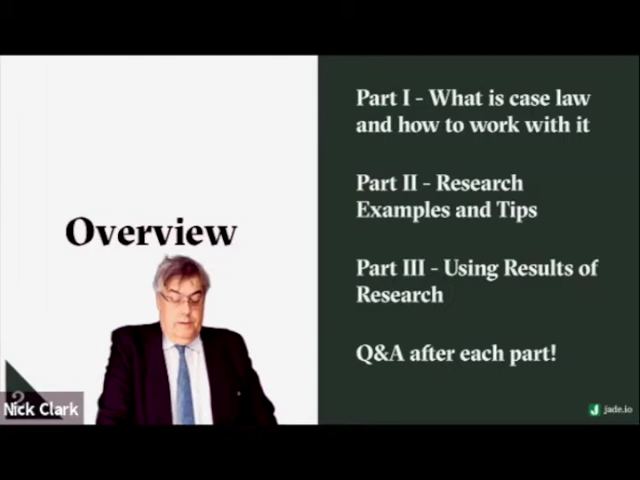 Overview
Part I - What is case law
and how to work with it
Part II - Research
Examples and Tips
Part III - Using Results of
Research
Q&A after each part!
2
Nick Clark
jade.io